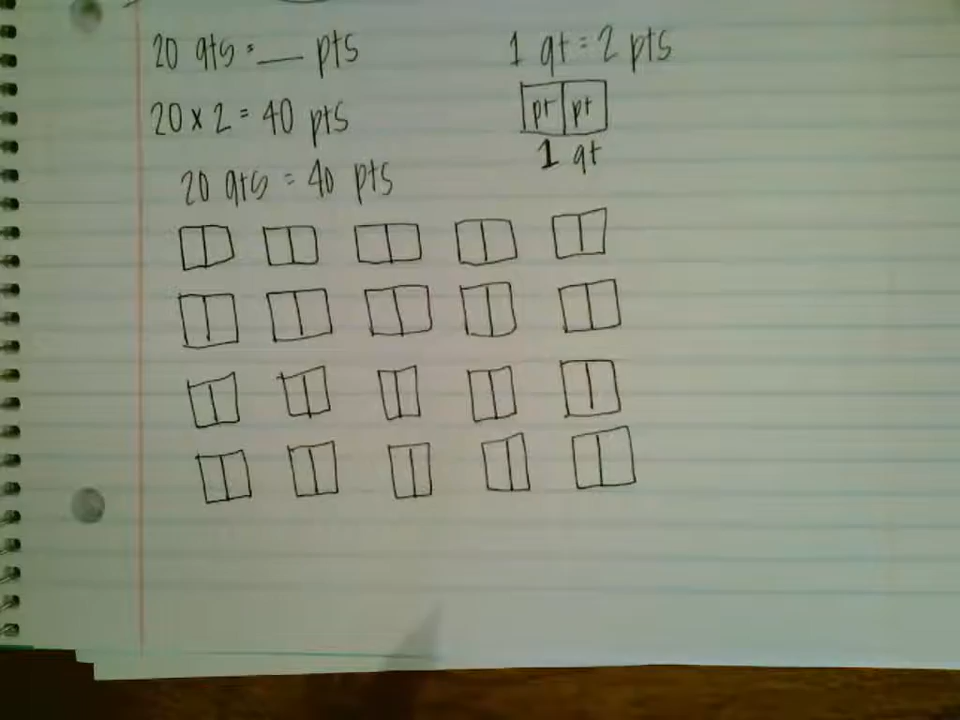 20 qts = __ pts
1 qt = 2 pts
20 x 2 = 40 pts
pt pt
1 qt
20 qts = 40 pts